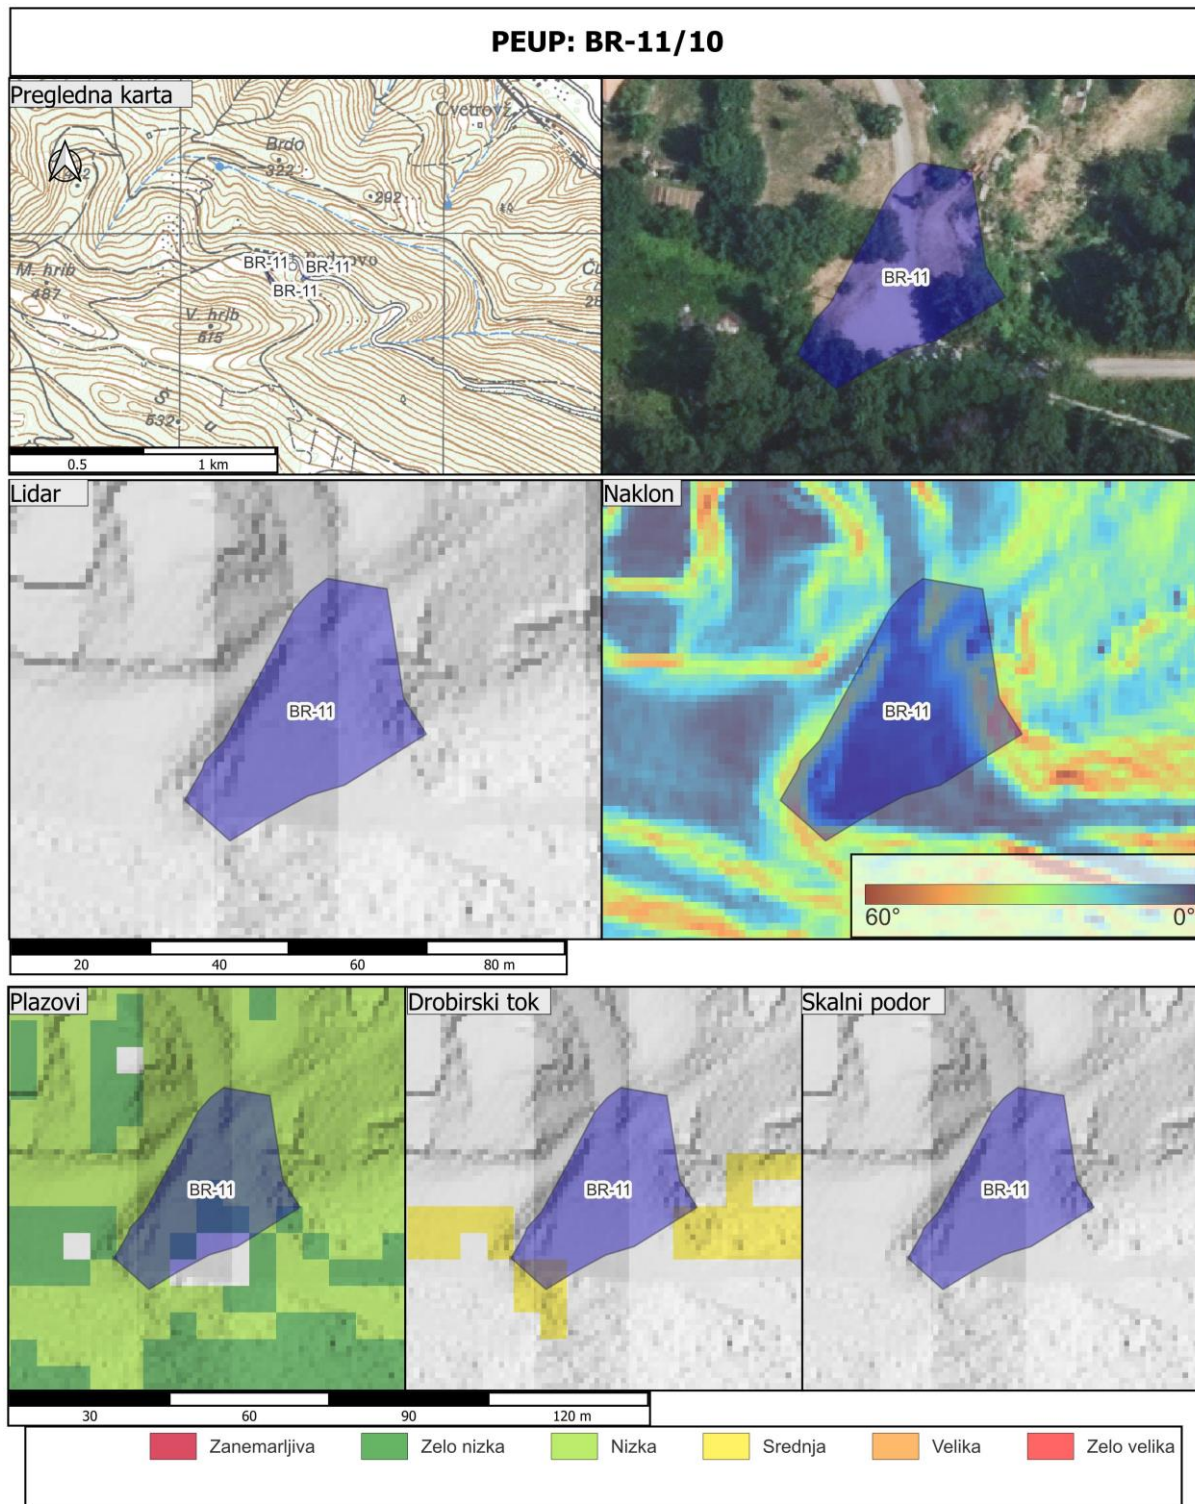 PEUP: BR-11/10
Pregledna karta
Cvetrovž
Brdo
322
292
BR-11
BR-11
BR-11
M. hrib
487
V. hrib
615
300
S u
532
0.5 1 km
BR-11
Lidar
BR-11
Naklon
BR-11
60° 0°
20 40 60 80 m
Plazovi
BR-11
Drobirski tok
BR-11
Skalni podor
BR-11
30 60 90 120 m
Zanemarljiva Zelo nizka Nizka Srednja Velika Zelo velika